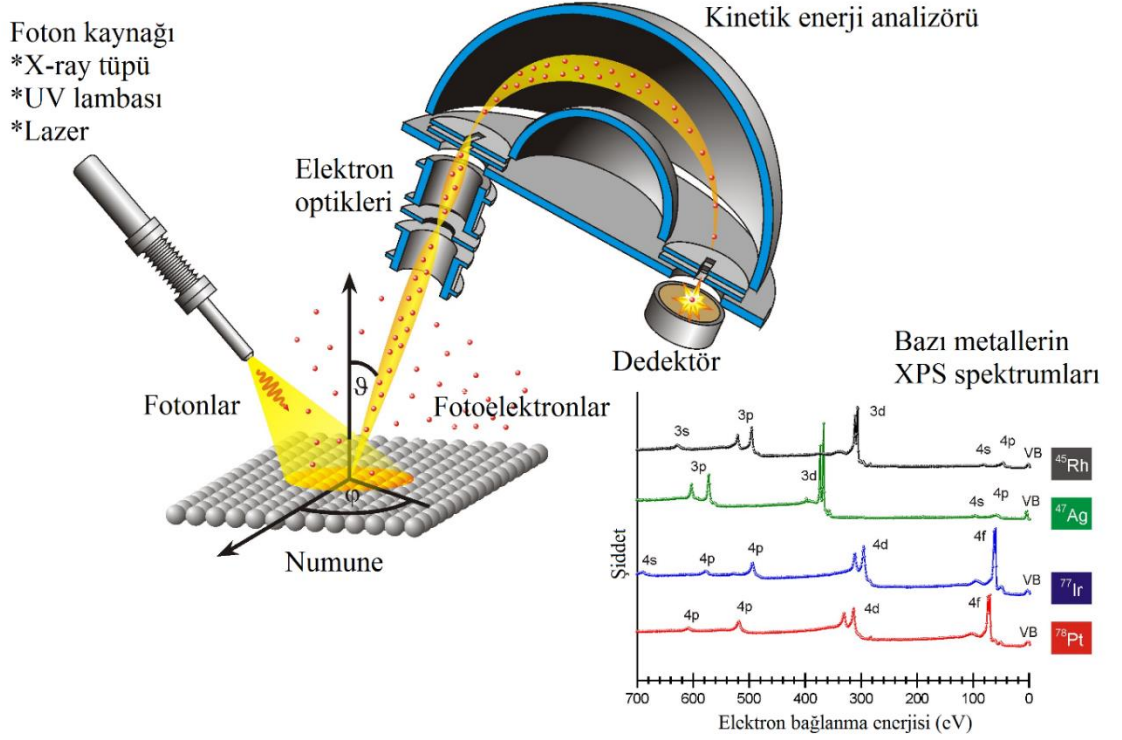 Foton kaynağı
*X-ray tüpü
*UV lambası
*Lazer
Kinetik enerji analizörü
Elektron
optikleri
Dedektör
Fotonlar
ϑ
Fotoelektronlar
φ
Numune
Bazı metallerin
XPS spektrumları
3s
3p
3d
4s
4p
VB
45Rh
3p
3d
4s
4p
VB
47Ag
4s
4p
4p
4d
4f
VB
77Ir
4p
4p
4d
4f
VB
78Pt
Şiddet
700 600 500 400 300 200 100 0
Elektron bağlanma enerjisi (eV)